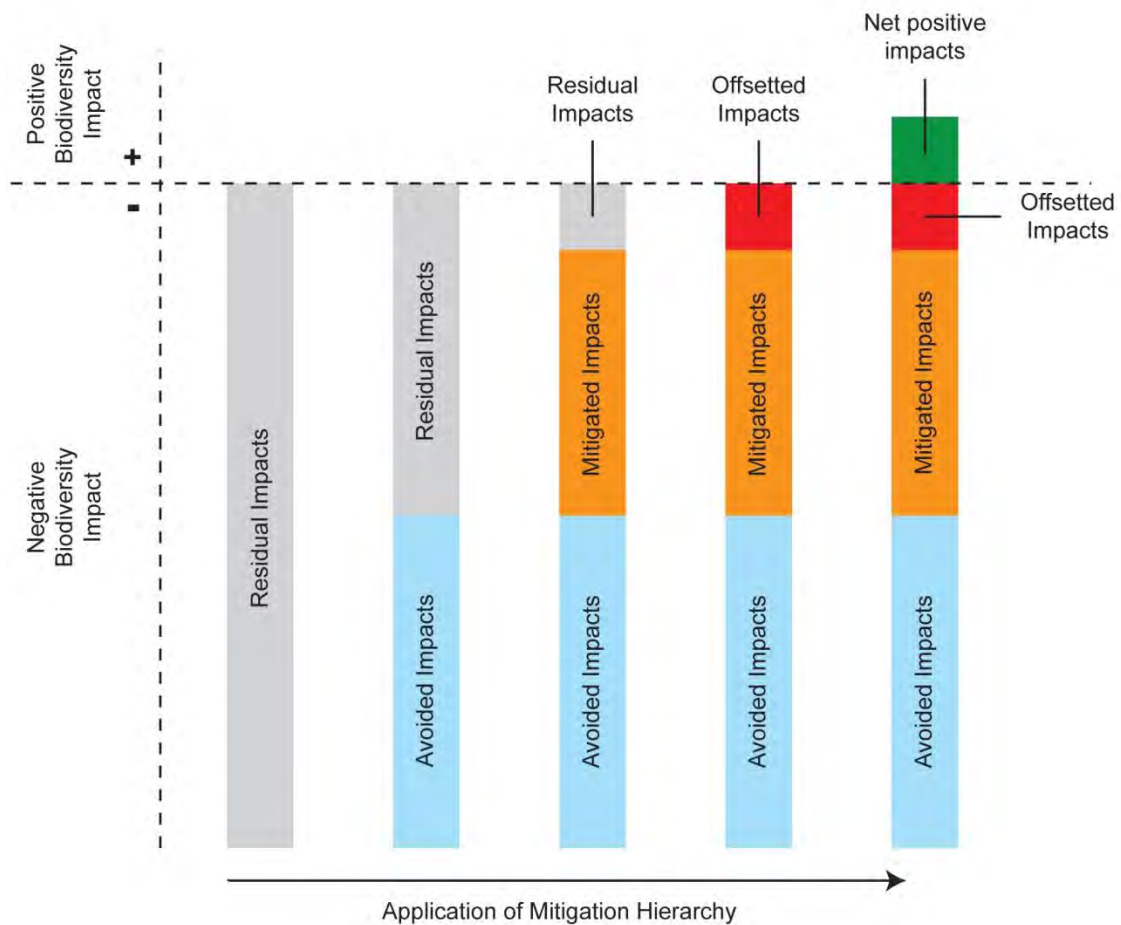 Positive
Biodiversity
Impact
+
-
Negative
Biodiversity
Impact
Residual Impacts
Residual Impacts
Avoided Impacts
Residual
Impacts
Mitigated Impacts
Avoided Impacts
Offsetted
Impacts
Mitigated Impacts
Avoided Impacts
Net positive
impacts
Offsetted
Impacts
Mitigated Impacts
Avoided Impacts
Application of Mitigation Hierarchy